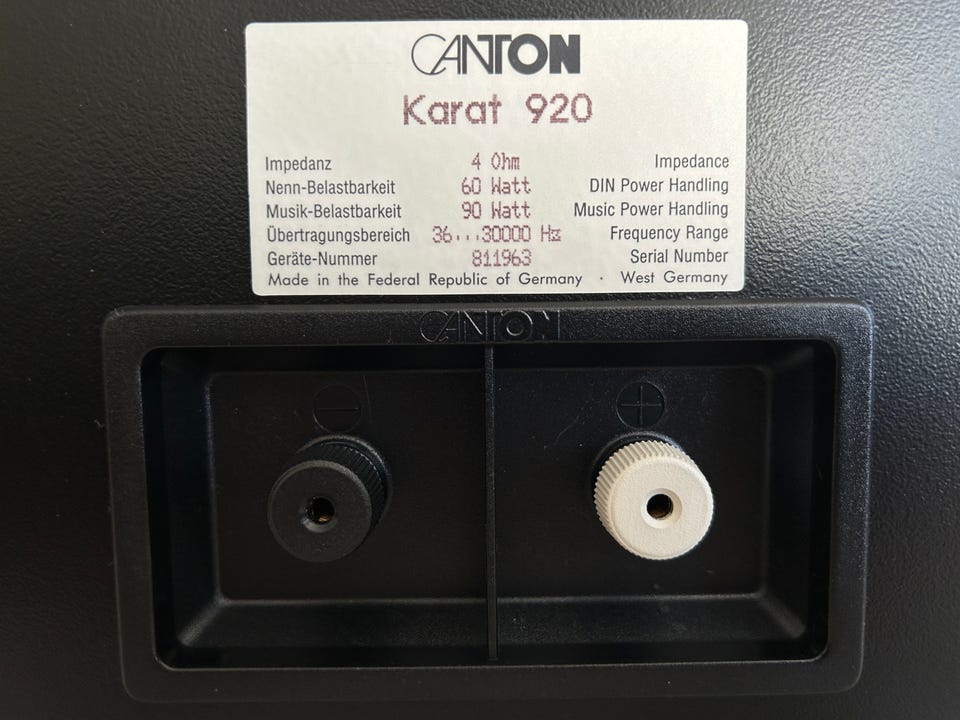 CANTON
Karat 920
Impedanz 4 Ohm Impedance
Nenn-Belastbarkeit 60 Watt DIN Power Handling
Musik-Belastbarkeit 90 Watt Music Power Handling
Übertragungsbereich 36...30000 Hz Frequency Range
Geräte-Nummer 811963 Serial Number
Made in the Federal Republic of Germany · West Germany
CANTON
− +